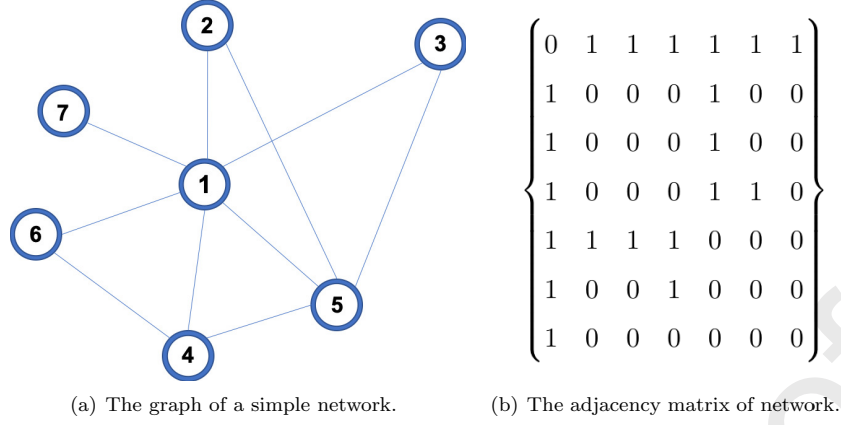 2
3
7
1
6
5
4
0 1 1 1 1 1 1
1 0 0 0 1 0 0
1 0 0 0 1 0 0
1 0 0 0 1 1 0
1 1 1 1 0 0 0
1 0 0 1 0 0 0
1 0 0 0 0 0 0
(a) The graph of a simple network.
(b) The adjacency matrix of network.